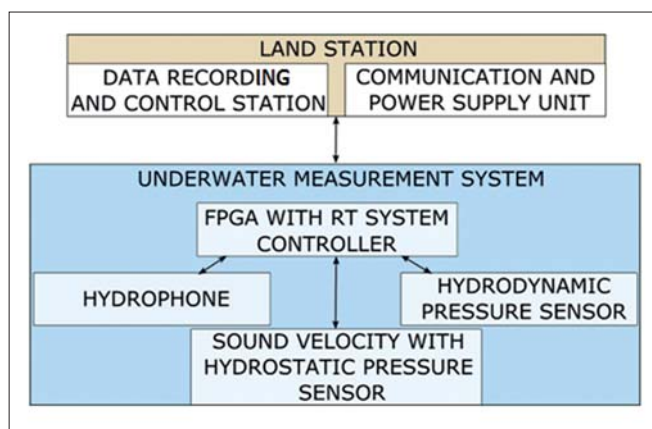 LAND STATION
DATA RECORDING
AND CONTROL STATION
COMMUNICATION AND
POWER SUPPLY UNIT
UNDERWATER MEASUREMENT SYSTEM
FPGA WITH RT SYSTEM
CONTROLLER
HYDROPHONE
HYDRODYNAMIC
PRESSURE SENSOR
SOUND VELOCITY WITH
HYDROSTATIC PRESSURE
SENSOR